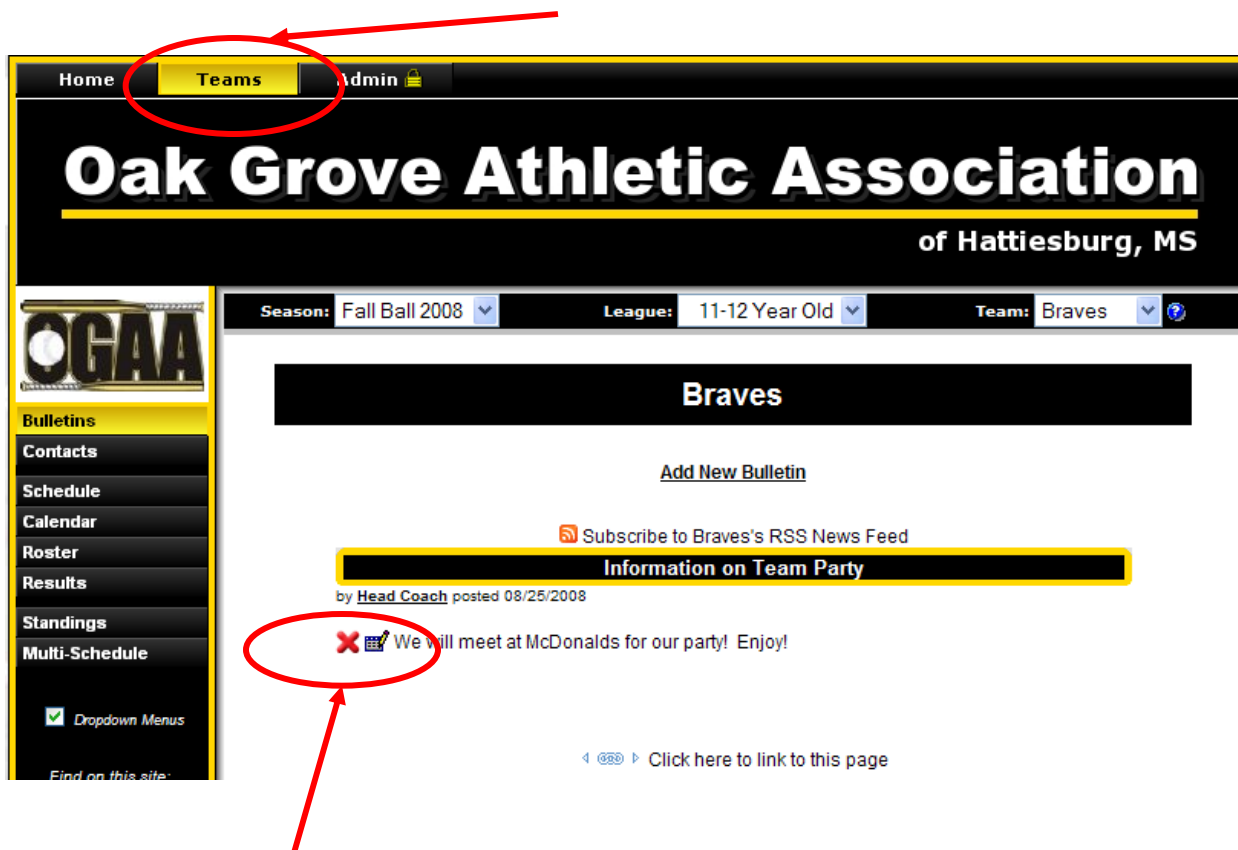 Home Teams Admin
Oak Grove Athletic Association
of Hattiesburg, MS
OGAA
Season: Fall Ball 2008 League: 11-12 Year Old Team: Braves
Bulletins
Contacts
Schedule
Calendar
Roster
Results
Standings
Multi-Schedule
Dropdown Menus
Find on this site:
Braves
Add New Bulletin
Subscribe to Braves's RSS News Feed
Information on Team Party
by Head Coach posted 08/25/2008
We will meet at McDonalds for our party! Enjoy!
Click here to link to this page